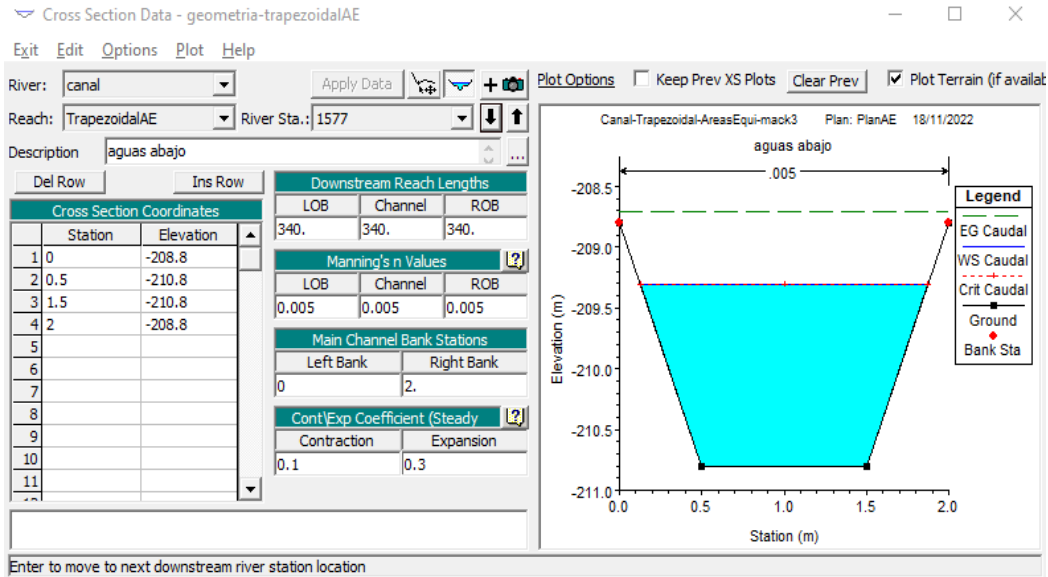 Cross Section Data - geometria-trapezoidalAE
Exit Edit Options Plot Help
River: canal Apply Data
Reach: TrapezoidalAE River Sta.: 1577
Description aguas abajo ...
Del Row Ins Row
Cross Section Coordinates
Station Elevation
1 0 -208.8
2 0.5 -210.8
3 1.5 -210.8
4 2 -208.8
5
6
7
8
9
10
11
Downstream Reach Lengths
LOB Channel ROB
340. 340. 340.
Manning's n Values
LOB Channel ROB
0.005 0.005 0.005
Main Channel Bank Stations
Left Bank Right Bank
0 2.
Cont\Exp Coefficient (Steady
Contraction Expansion
0.1 0.3
Plot Options Keep Prev XS Plots Clear Prev Plot Terrain (if availab
Canal-Trapezoidal-AreasEqui-mack3 Plan: PlanAE 18/11/2022
aguas abajo
.005
-208.5
-209.0
-209.5
-210.0
-210.5
-211.0
Elevation (m)
0.0 0.5 1.0 1.5 2.0
Station (m)
Legend
EG Caudal
WS Caudal
Crit Caudal
Ground
Bank Sta
Enter to move to next downstream river station location